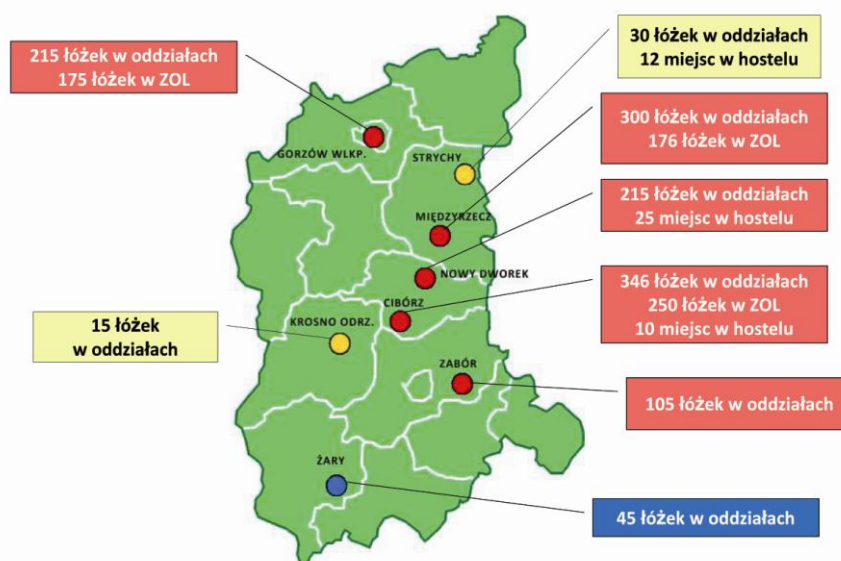 215 łóżek w oddziałach
175 łóżek w ZOL
30 łóżek w oddziałach
12 miejsc w hostelu
300 łóżek w oddziałach
176 łóżek w ZOL
GORZÓW WLKP.
STRYCHY
215 łóżek w oddziałach
25 miejsc w hostelu
MIĘDZYRZECZ
NOWY DWOREK
346 łóżek w oddziałach
250 łóżek w ZOL
10 miejsc w hostelu
CIBÓRZ
15 łóżek
w oddziałach
KROSNO ODRZ.
ZABÓR
105 łóżek w oddziałach
ŻARY
45 łóżek w oddziałach